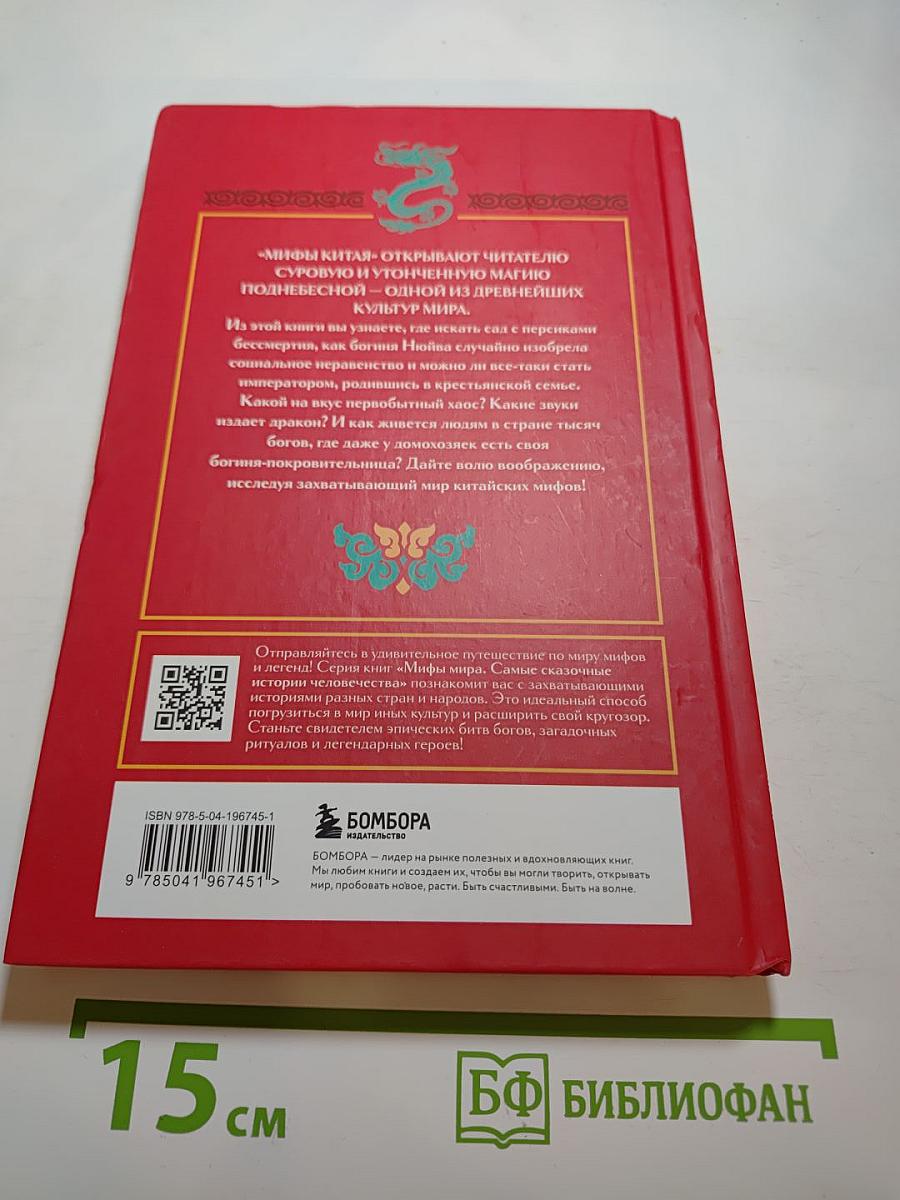 «МИФЫ КИТАЯ» ОТКРЫВАЮТ ЧИТАТЕЛЮ
СУРОВУЮ И УТОНЧЕННУЮ МАГИЮ
ПОДНЕБЕСНОЙ — ОДНОЙ ИЗ ДРЕВНЕЙШИХ
КУЛЬТУР МИРА.
Из этой книги вы узнаете, где искать сад с персиками
бессмертия, как богиня Нюйва случайно изобрела
социальное неравенство и можно ли все-таки стать
императором, родившись в крестьянской семье.
Какой на вкус первобытный хаос? Какие звуки
издает дракон? И как живется людям в стране тысяч
богов, где даже у домохозяек есть своя
богиня-покровительница? Дайте волю воображению,
исследуя захватывающий мир китайских мифов!
Отправляйтесь в удивительное путешествие по миру мифов
и легенд! Серия книг «Мифы мира. Самые сказочные
истории человечества» познакомит вас с захватывающими
историями разных стран и народов. Это идеальный способ
погрузиться в мир иных культур и расширить свой кругозор.
Станьте свидетелем эпических битв богов, загадочных
ритуалов и легендарных героев!
ISBN 978-5-04-196745-1
9 785041 967451 >
БОМБОРА
ИЗДАТЕЛЬСТВО
БОМБОРА — лидер на рынке полезных и вдохновляющих книг.
Мы любим книги и создаем их, чтобы вы могли творить, открывать
мир, пробовать новое, расти. Быть счастливыми. Быть на волне.
15 см
БФ БИБЛИОФАН